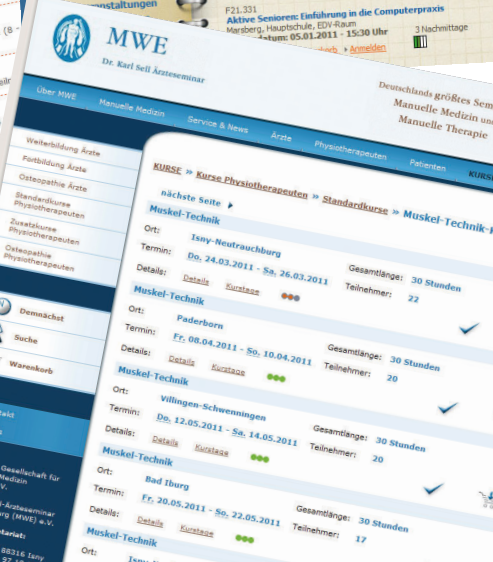 nstaltungen
F21.331
Aktive Senioren: Einführung in die Computerpraxis
Marsberg, Hauptschule, EDV-Raum
datum: 05.01.2011 - 15:30 Uhr
3 Nachmittage
Anmelden
(8 -
MWE
Dr. Karl Sell Ärzteseminar
Deutschlands größtes Sem
Manuelle Medizin un
Manuelle Therapie
Über MWE
Manuelle Medizin
Service & News
Ärzte
Physiotherapeuten
Patienten
KURS
Weiterbildung Ärzte
Fortbildung Ärzte
Osteopathie Ärzte
Standardkurse
Physiotherapeuten
Zusatzkurse
Physiotherapeuten
Osteopathie
Physiotherapeuten
Demnächst
Suche
Warenkorb
takt
Gesellschaft für
Medizin
V.
-Ärzteseminar
rg (MWE) e.V.
etariat:
88316 Isny
KURSE » Kurse Physiotherapeuten » Standardkurse » Muskel-Technik-K
nächste Seite
Muskel-Technik
Ort: Isny-Neutrauchburg
Gesamtlänge: 30 Stunden
Termin: Do. 24.03.2011 - Sa. 26.03.2011
Teilnehmer: 22
Details: Details Kurstage
Muskel-Technik
Ort: Paderborn
Gesamtlänge: 30 Stunden
Termin: Fr. 08.04.2011 - So. 10.04.2011
Teilnehmer: 20
Details: Details Kurstage
Muskel-Technik
Ort: Villingen-Schwenningen
Gesamtlänge: 30 Stunden
Termin: Do. 12.05.2011 - Sa. 14.05.2011
Teilnehmer: 20
Details: Details Kurstage
Muskel-Technik
Ort: Bad Iburg
Gesamtlänge: 30 Stunden
Termin: Fr. 20.05.2011 - So. 22.05.2011
Teilnehmer: 17
Details: Details Kurstage
Muskel-Technik
Ort: